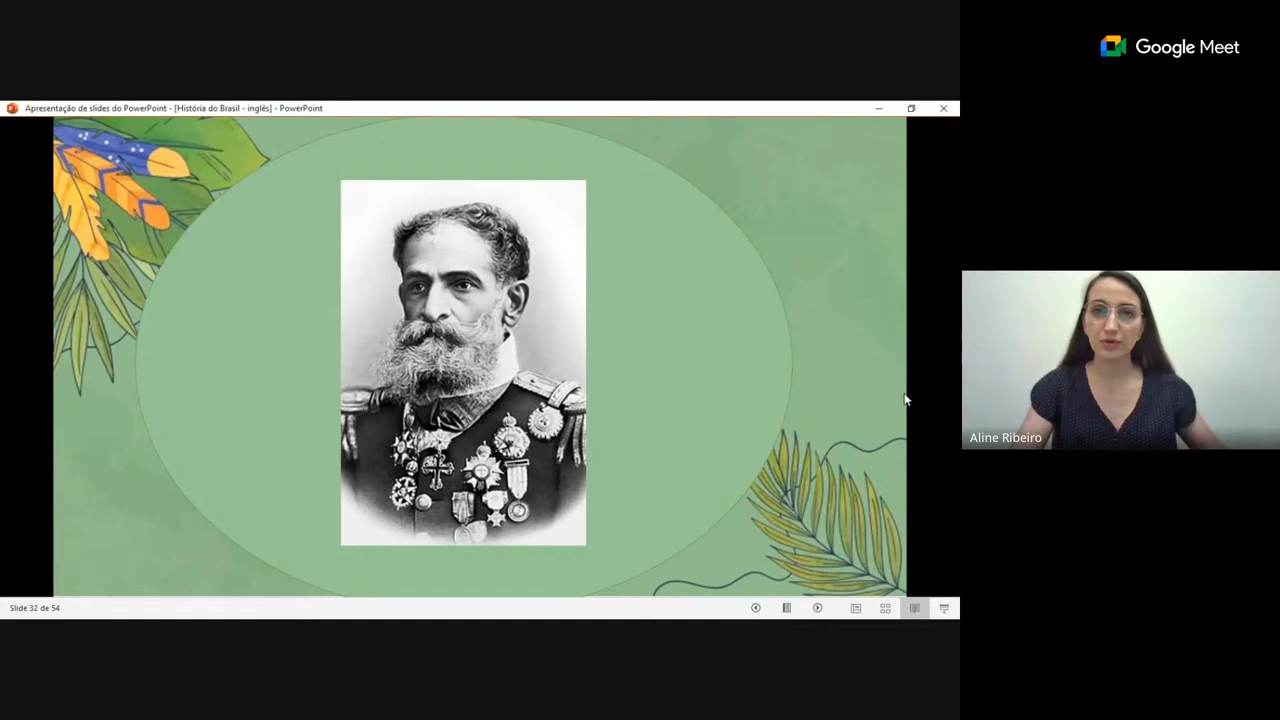 Google Meet
Apresentação de slides do PowerPoint - [História do Brasil - inglês] - PowerPoint
Aline Ribeiro
Slide 32 de 54